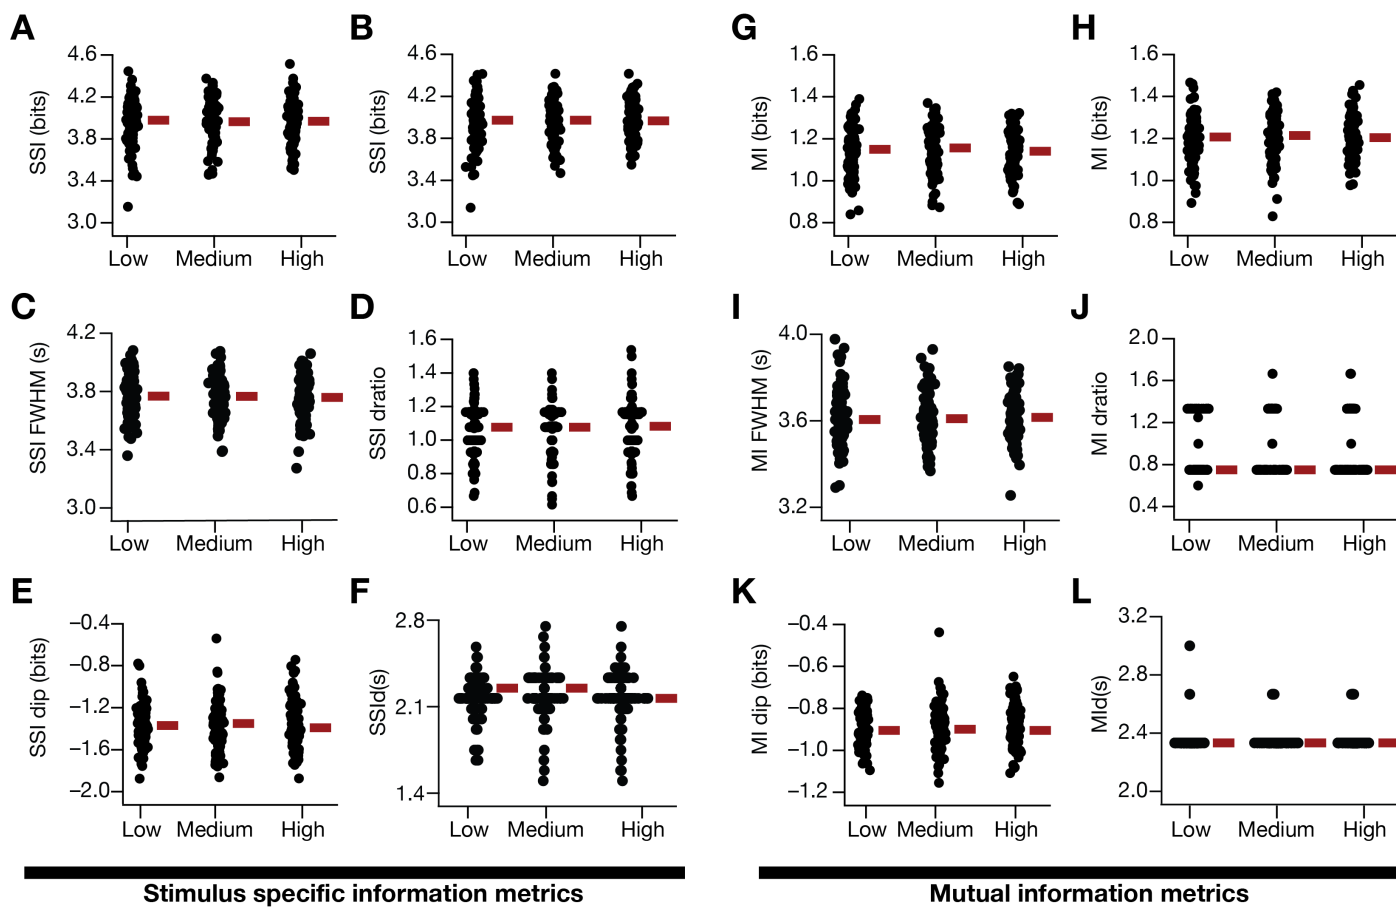 A
SSI (bits)
4.6
4.2
3.8
3.4
3.0
Low Medium High
B
SSI (bits)
4.6
4.2
3.8
3.4
3.0
Low Medium High
G
MI (bits)
1.6
1.4
1.2
1.0
0.8
Low Medium High
H
MI (bits)
1.6
1.4
1.2
1.0
0.8
Low Medium High
C
SSI FWHM (s)
4.2
3.8
3.4
3.0
Low Medium High
D
SSI dratio
1.6
1.4
1.2
1.0
0.8
0.6
Low Medium High
I
MI FWHM (s)
4.0
3.6
3.2
Low Medium High
J
MI dratio
2.0
1.6
1.2
0.8
0.4
Low Medium High
E
SSI dip (bits)
−0.4
−0.8
−1.2
−1.6
−2.0
Low Medium High
F
SSId(s)
2.8
2.1
1.4
Low Medium High
K
MI dip (bits)
−0.4
−0.6
−0.8
−1.0
−1.2
Low Medium High
L
MId(s)
3.2
2.8
2.4
2.0
Low Medium High
Stimulus specific information metrics
Mutual information metrics